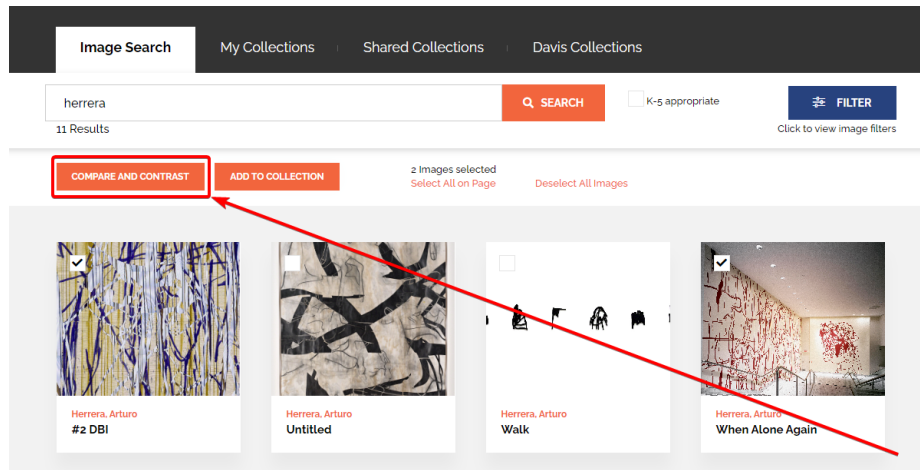 Image Search My Collections Shared Collections Davis Collections
herrera SEARCH K-5 appropriate FILTER
11 Results Click to view image filters
COMPARE AND CONTRAST ADD TO COLLECTION 2 Images selected
Select All on Page Deselect All Images
Herrera, Arturo
#2 DBI
Herrera, Arturo
Untitled
Herrera, Arturo
Walk
Herrera, Arturo
When Alone Again